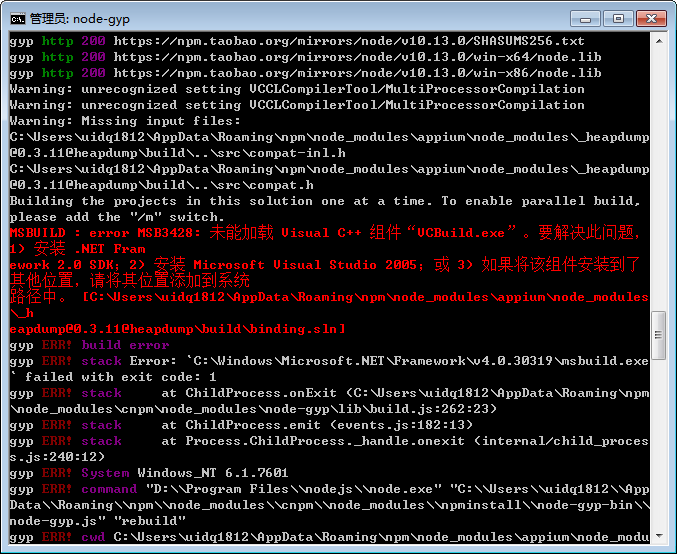 管理员: node-gyp
gyp http 200 https://npm.taobao.org/mirrors/node/v10.13.0/SHASUMS256.txt
gyp http 200 https://npm.taobao.org/mirrors/node/v10.13.0/win-x64/node.lib
gyp http 200 https://npm.taobao.org/mirrors/node/v10.13.0/win-x86/node.lib
Warning: unrecognized setting VCCLCompilerTool/MultiProcessorCompilation
Warning: unrecognized setting VCCLCompilerTool/MultiProcessorCompilation
Warning: Missing input files:
C:\Users\uidq1812\AppData\Roaming\npm\node_modules\appium\node_modules\_heapdump
@0.3.11@heapdump\build\..\src\compat-inl.h
C:\Users\uidq1812\AppData\Roaming\npm\node_modules\appium\node_modules\_heapdump
@0.3.11@heapdump\build\..\src\compat.h
Building the projects in this solution one at a time. To enable parallel build,
please add the "/m" switch.
MSBUILD : error MSB3428: 未能加载 Visual C++ 组件“VCBuild.exe”。要解决此问题，
1) 安装 .NET Fram
ework 2.0 SDK；2) 安装 Microsoft Visual Studio 2005；或 3) 如果将该组件安装到了
其他位置，请将其位置添加到系统
路径中。 [C:\Users\uidq1812\AppData\Roaming\npm\node_modules\appium\node_modules
\_h
eapdump@0.3.11@heapdump\build\binding.sln]
gyp ERR! build error
gyp ERR! stack Error: `C:\Windows\Microsoft.NET\Framework\v4.0.30319\msbuild.exe
` failed with exit code: 1
gyp ERR! stack     at ChildProcess.onExit (C:\Users\uidq1812\AppData\Roaming\npm
\node_modules\cnpm\node_modules\node-gyp\lib\build.js:262:23)
gyp ERR! stack     at ChildProcess.emit (events.js:182:13)
gyp ERR! stack     at Process.ChildProcess._handle.onexit (internal/child_proces
s.js:240:12)
gyp ERR! System Windows_NT 6.1.7601
gyp ERR! command "D:\\Program Files\\nodejs\\node.exe" "C:\\Users\\uidq1812\\App
Data\\Roaming\\npm\\node_modules\\cnpm\\node_modules\\npminstall\\node-gyp-bin\\
node-gyp.js" "rebuild"
gyp ERR! cwd C:\Users\uidq1812\AppData\Roaming\npm\node_modules\appium\node_modu